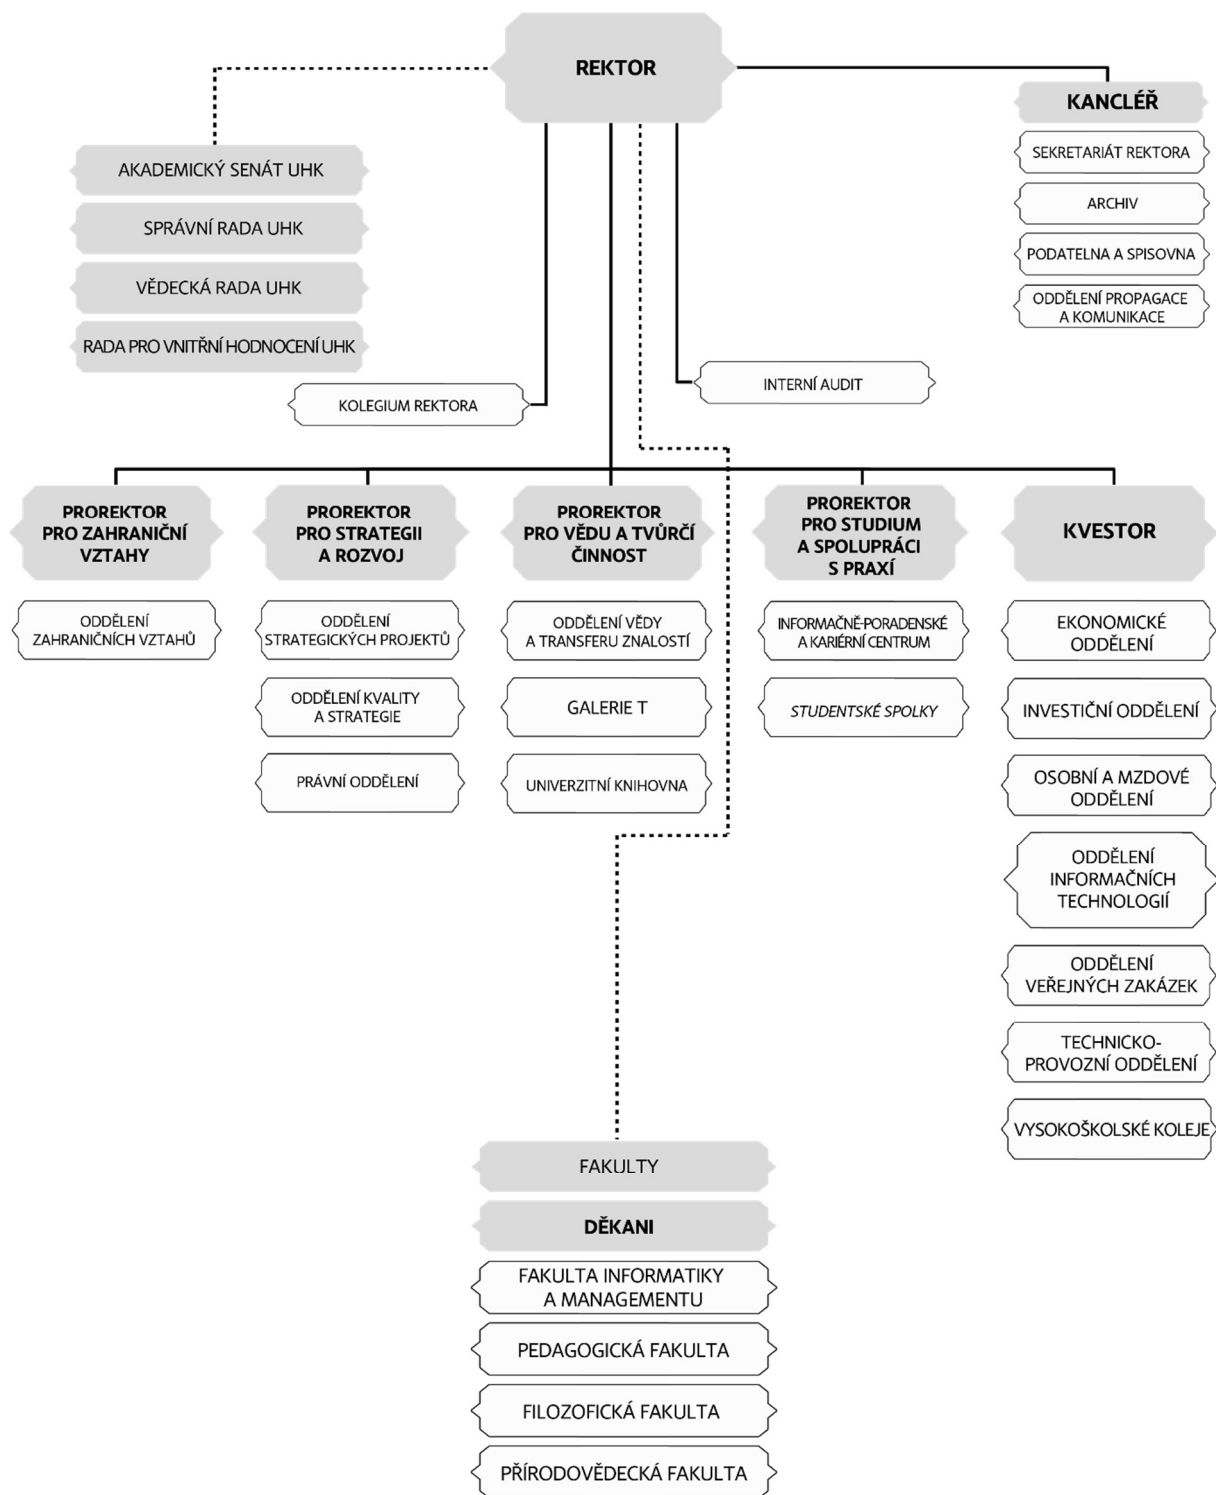 REKTOR
KANCLÉŘ
SEKRETARIÁT REKTORA
ARCHIV
PODATELNA A SPISOVNA
ODDĚLENÍ PROPAGACE
A KOMUNIKACE
AKADEMICKÝ SENÁT UHK
SPRÁVNÍ RADA UHK
VĚDECKÁ RADA UHK
RADA PRO VNITŘNÍ HODNOCENÍ UHK
KOLEGIUM REKTORA
INTERNÍ AUDIT
PROREKTOR
PRO ZAHRANIČNÍ
VZTAHY
ODDĚLENÍ
ZAHRANIČNÍCH VZTAHŮ
PROREKTOR
PRO STRATEGII
A ROZVOJ
ODDĚLENÍ
STRATEGICKÝCH PROJEKTŮ
ODDĚLENÍ KVALITY
A STRATEGIE
PRÁVNÍ ODDĚLENÍ
PROREKTOR
PRO VĚDU A TVŮRČÍ
ČINNOST
ODDĚLENÍ VĚDY
A TRANSFERU ZNALOSTÍ
GALERIE T
UNIVERZITNÍ KNIHOVNA
PROREKTOR
PRO STUDIUM
A SPOLUPRÁCI
S PRAXÍ
INFORMAČNĚ-PORADENSKÉ
A KARIÉRNÍ CENTRUM
STUDENTSKÉ SPOLKY
KVESTOR
EKONOMICKÉ
ODDĚLENÍ
INVESTIČNÍ ODDĚLENÍ
OSOBNÍ A MZDOVÉ
ODDĚLENÍ
ODDĚLENÍ
INFORMAČNÍCH
TECHNOLOGIÍ
ODDĚLENÍ
VEŘEJNÝCH ZAKÁZEK
TECHNICKO-
PROVOZNÍ ODDĚLENÍ
VYSOKOŠKOLSKÉ KOLEJE
FAKULTY
DĚKANI
FAKULTA INFORMATIKY
A MANAGEMENTU
PEDAGOGICKÁ FAKULTA
FILOZOFICKÁ FAKULTA
PŘÍRODOVĚDECKÁ FAKULTA